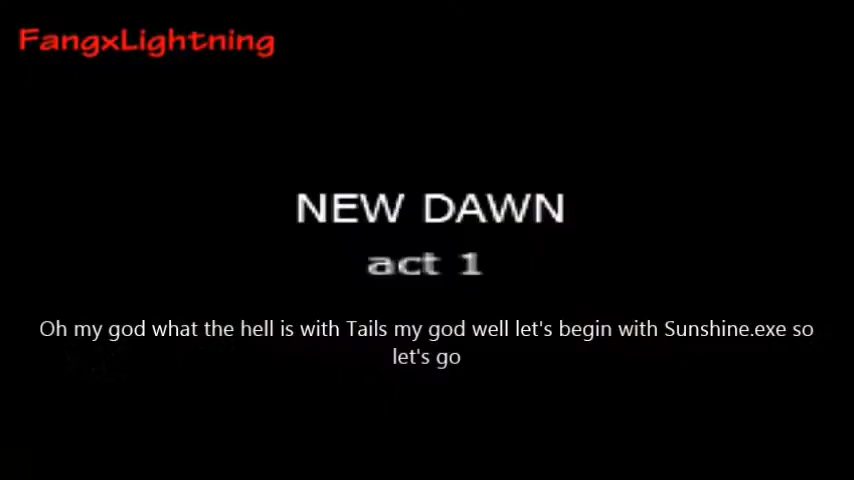 FangxLightning
NEW DAWN
act 1
Oh my god what the hell is with Tails my god well let's begin with Sunshine.exe so
let's go